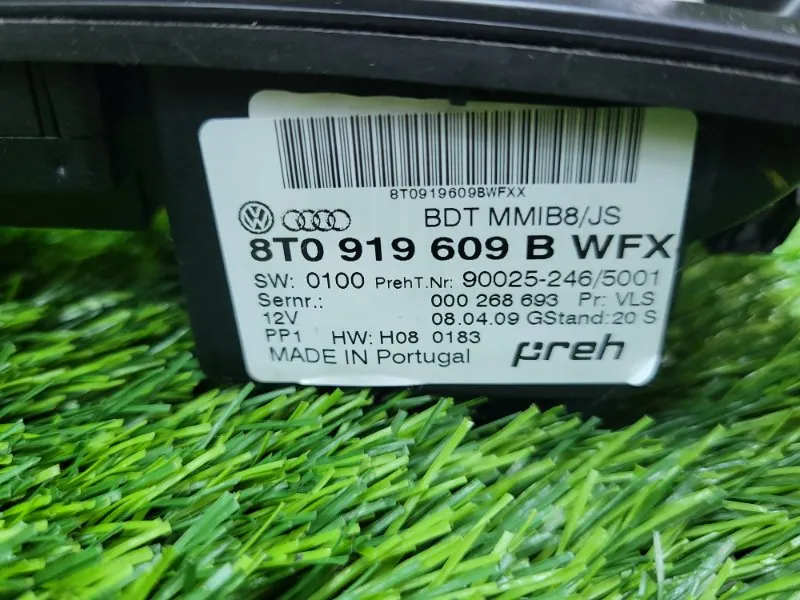 8T0919609BWFXX
BDT MMIB8/JS
8T0 919 609 B WFX
SW: 0100 PrehT.Nr: 90025-246/5001
Sernr.: 000 268 693 Pr: VLS
12V 08.04.09 GStand: 20 S
PP1 HW: H08 0183
MADE IN Portugal preh